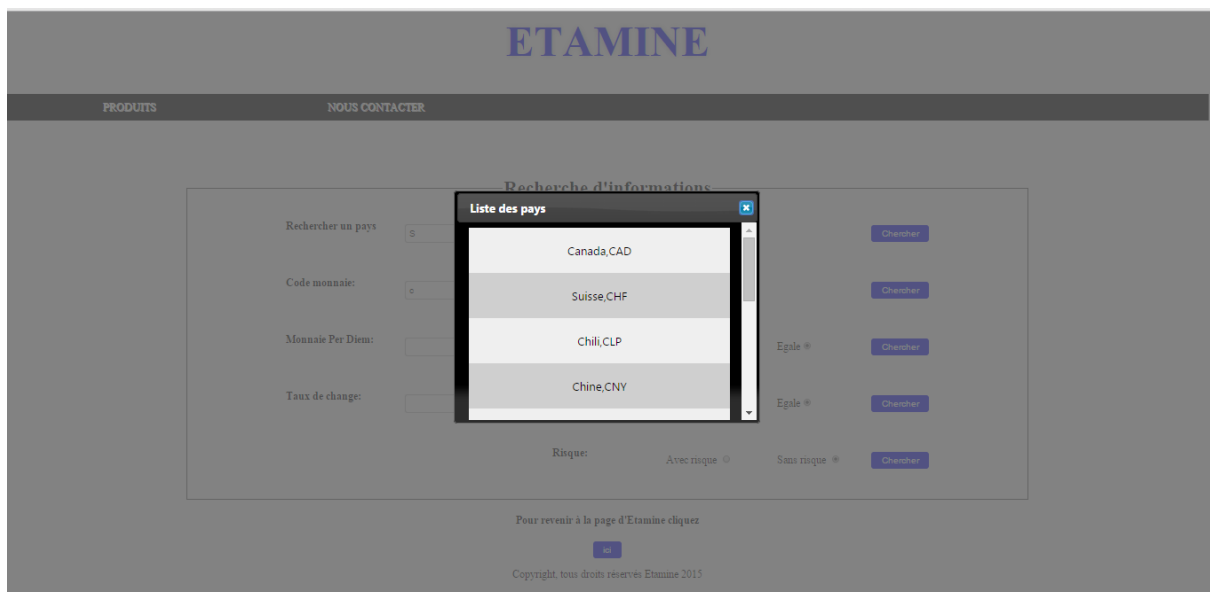 ETAMINE
PRODUITS NOUS CONTACTER
Recherche d'informations
Liste des pays
Rechercher un pays S Chercher
Canada,CAD
Code monnaie: c Chercher
Suisse,CHF
Monnaie Per Diem: Egale Chercher
Chili,CLP
Chine,CNY
Taux de change: Egale Chercher
Risque: Avec risque Sans risque Chercher
Pour revenir à la page d'Etamine cliquez
ici
Copyright, tous droits réservés Etamine 2015